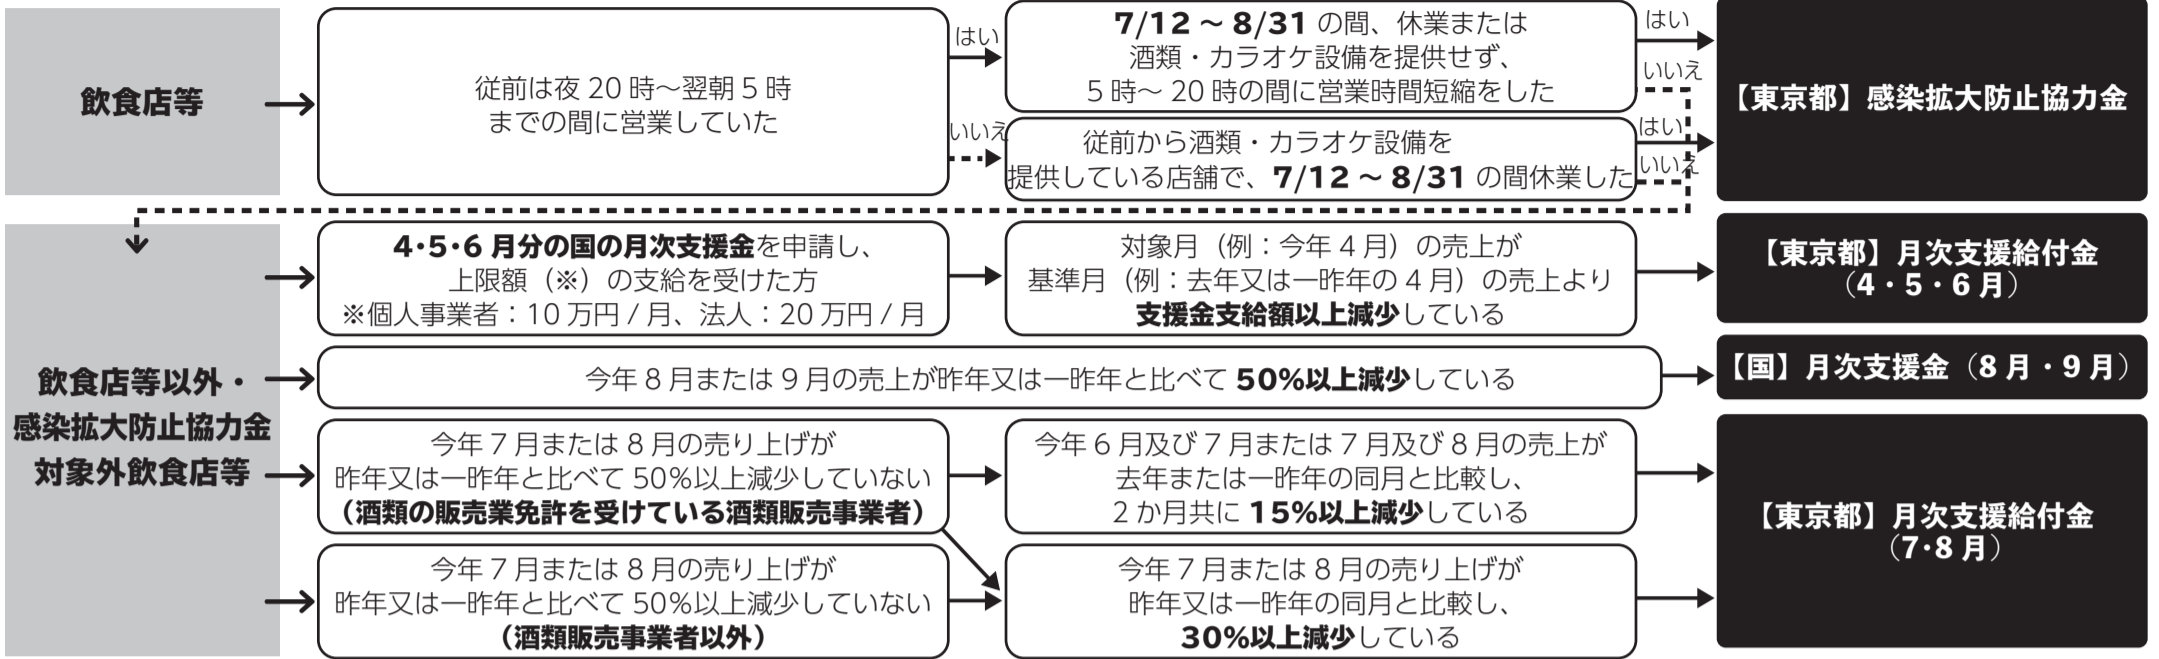 飲食店等
従前は夜 20 時～翌朝 5 時
までの間に営業していた
はい
いいえ
7/12 ～ 8/31 の間、休業または
酒類・カラオケ設備を提供せず、
5 時～ 20 時の間に営業時間短縮をした
はい
いいえ
従前から酒類・カラオケ設備を
提供している店舗で、7/12 ～ 8/31 の間休業した
はい
いいえ
【東京都】感染拡大防止協力金
飲食店等以外・
感染拡大防止協力金
対象外飲食店等
4・5・6 月分の国の月次支援金を申請し、
上限額（※）の支給を受けた方
※個人事業者：10 万円 / 月、法人：20 万円 / 月
対象月（例：今年 4 月）の売上が
基準月（例：去年又は一昨年の 4 月）の売上より
支援金支給額以上減少している
【東京都】月次支援給付金
（4・5・6 月）
今年 8 月または 9 月の売上が昨年又は一昨年と比べて 50%以上減少している
【国】月次支援金（8 月・9 月）
今年 7 月または 8 月の売り上げが
昨年又は一昨年と比べて 50%以上減少していない
（酒類の販売業免許を受けている酒類販売事業者）
今年 6 月及び 7 月または 7 月及び 8 月の売上が
去年または一昨年の同月と比較し、
2 か月共に 15%以上減少している
今年 7 月または 8 月の売り上げが
昨年又は一昨年と比べて 50%以上減少していない
（酒類販売事業者以外）
今年 7 月または 8 月の売り上げが
昨年又は一昨年の同月と比較し、
30%以上減少している
【東京都】月次支援給付金
（7・8 月）